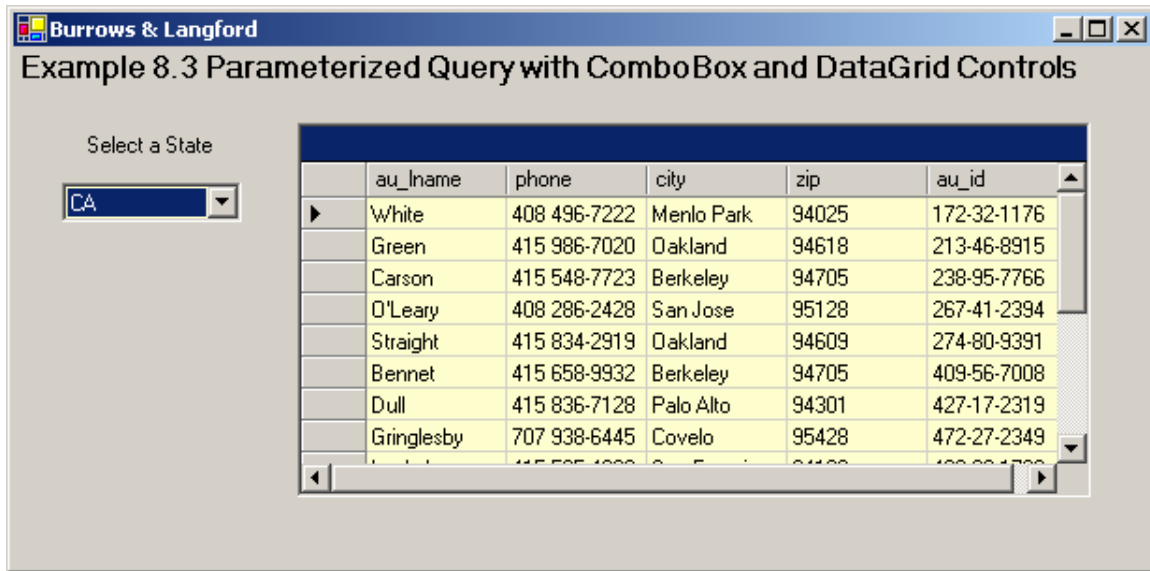 Burrows & Langford
Example 8.3 Parameterized Query with ComboBox and DataGrid Controls
Select a State
CA
au_lname phone city zip au_id
White 408 496-7222 Menlo Park 94025 172-32-1176
Green 415 986-7020 Oakland 94618 213-46-8915
Carson 415 548-7723 Berkeley 94705 238-95-7766
O'Leary 408 286-2428 San Jose 95128 267-41-2394
Straight 415 834-2919 Oakland 94609 274-80-9391
Bennet 415 658-9932 Berkeley 94705 409-56-7008
Dull 415 836-7128 Palo Alto 94301 427-17-2319
Gringlesby 707 938-6445 Covelo 95428 472-27-2349